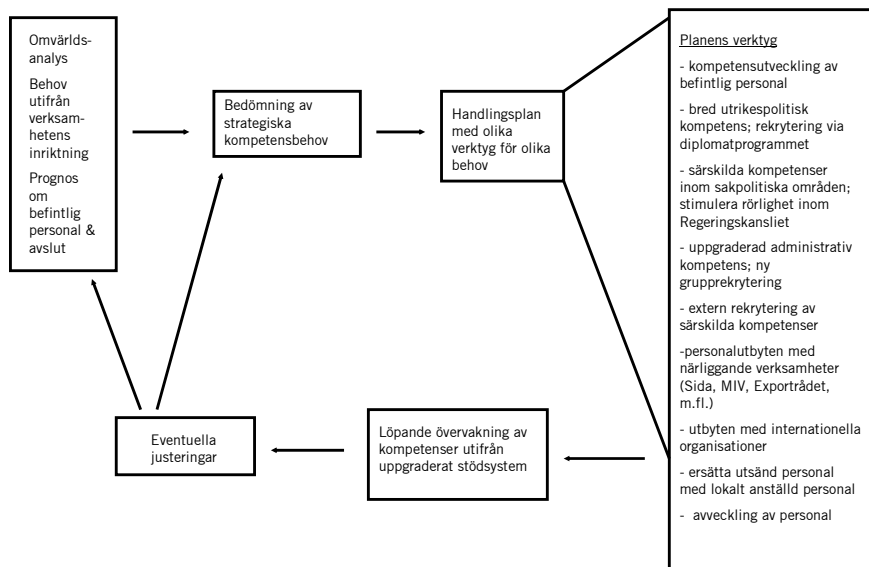 Omvärlds-
analys
Behov
utifrån
verksam-
hetens
inriktning
Prognos
om
befintlig
personal &
avslut
Bedömning av
strategiska
kompetensbehov
Handlingsplan
med olika
verktyg för olika
behov
Planens verktyg
- kompetensutveckling av
befintlig personal
- bred utrikespolitisk
kompetens; rekrytering via
diplomatprogrammet
- särskilda kompetenser
inom sakpolitiska områden;
stimulera rörlighet inom
Regeringskansliet
- uppgraderad administrativ
kompetens; ny
grupprekrytering
- extern rekrytering av
särskilda kompetenser
-personalutbyten med
närliggande verksamheter
(Sida, MIV, Exportrådet,
m.fl.)
- utbyten med internationella
organisationer
- ersätta utsänd personal
med lokalt anställd personal
- avveckling av personal
Löpande övervakning av
kompetenser utifrån
uppgraderat stödsystem
Eventuella
justeringar